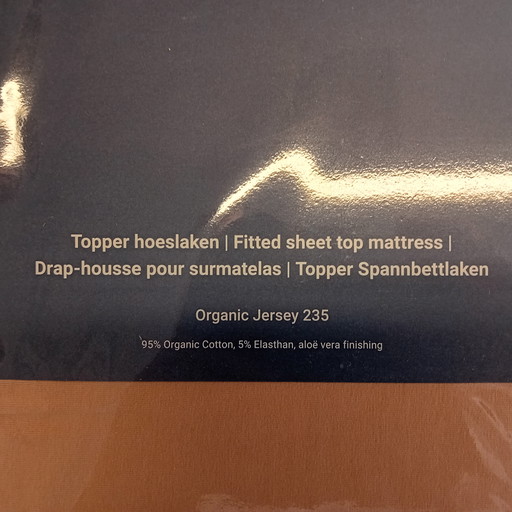 Topper hoeslaken | Fitted sheet top mattress |
Drap-housse pour surmatelas | Topper Spannbettlaken
Organic Jersey 235
95% Organic Cotton, 5% Elasthan, aloë vera finishing